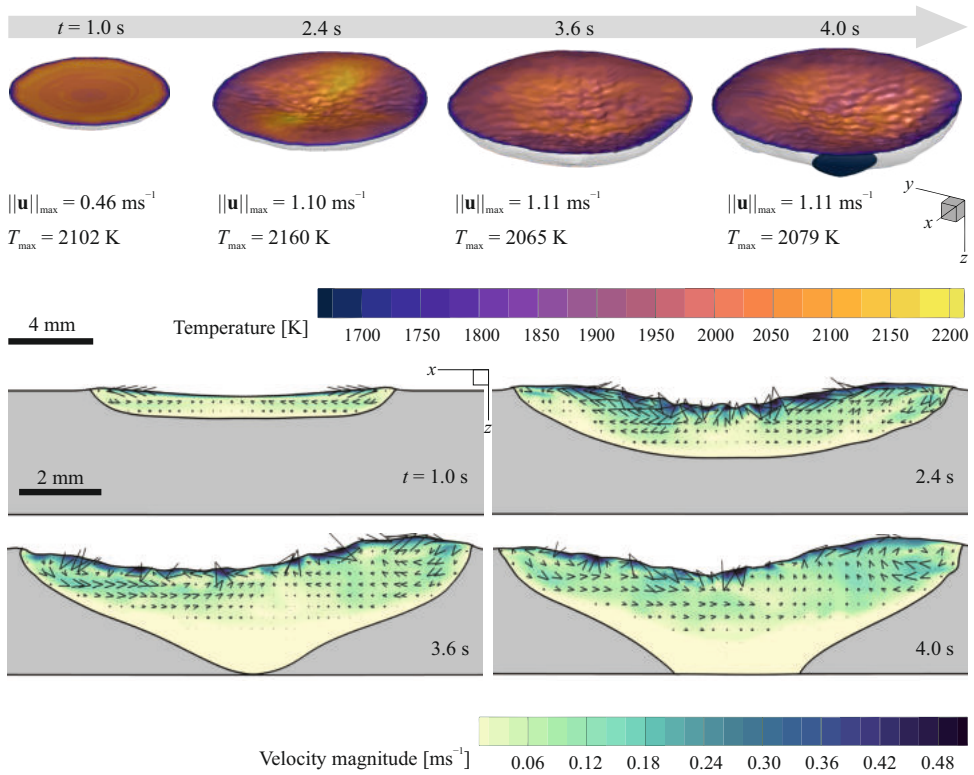 t = 1.0 s 2.4 s 3.6 s 4.0 s
||u||max = 0.46 ms⁻¹ ||u||max = 1.10 ms⁻¹ ||u||max = 1.11 ms⁻¹ ||u||max = 1.11 ms⁻¹
Tmax = 2102 K Tmax = 2160 K Tmax = 2065 K Tmax = 2079 K
y
x
z
4 mm
Temperature [K]
1700 1750 1800 1850 1900 1950 2000 2050 2100 2150 2200
x
z
2 mm
t = 1.0 s
2.4 s
3.6 s
4.0 s
Velocity magnitude [ms⁻¹]
0.06 0.12 0.18 0.24 0.30 0.36 0.42 0.48